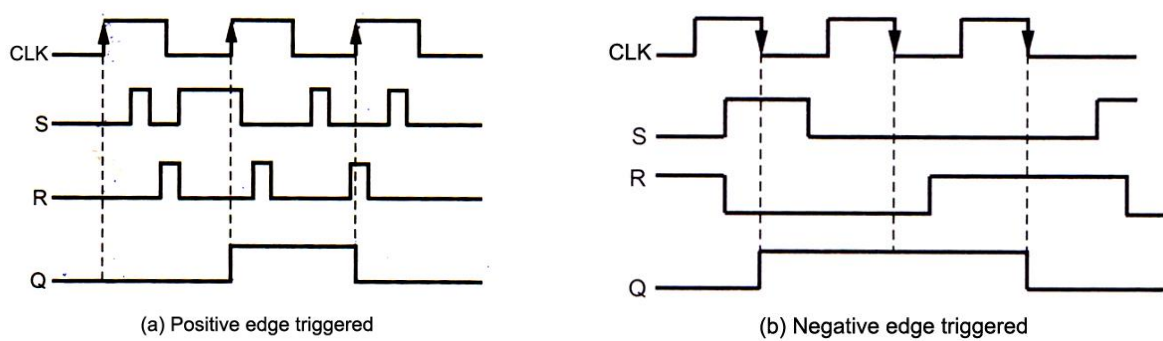 CLK
S
R
Q
(a) Positive edge triggered
CLK
S
R
Q
(b) Negative edge triggered